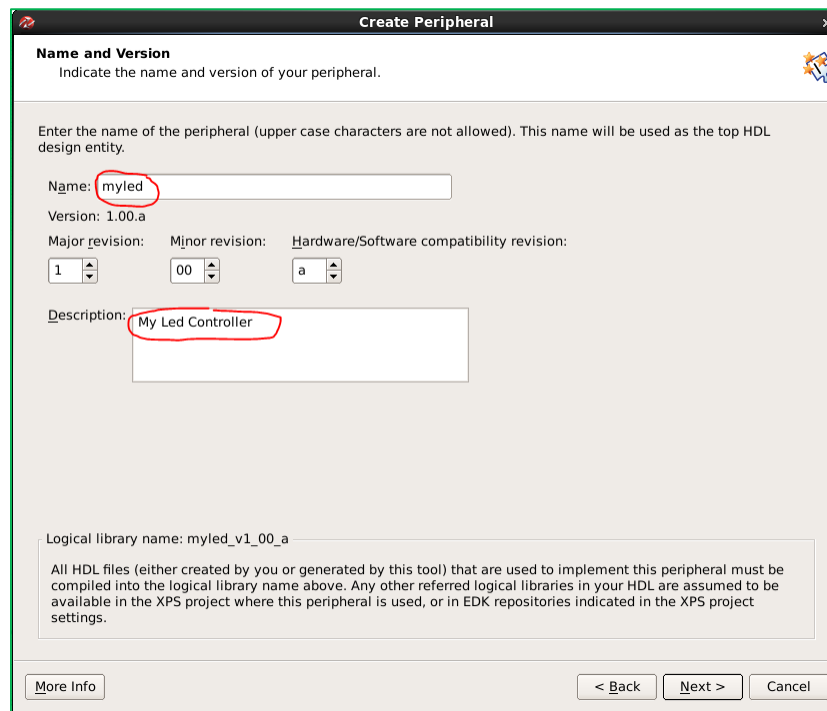 Create Peripheral
Name and Version
Indicate the name and version of your peripheral.
Enter the name of the peripheral (upper case characters are not allowed). This name will be used as the top HDL
design entity.
Name: myled
Version: 1.00.a
Major revision: Minor revision: Hardware/Software compatibility revision:
1 00 a
Description: My Led Controller
Logical library name: myled_v1_00_a
All HDL files (either created by you or generated by this tool) that are used to implement this peripheral must be
compiled into the logical library name above. Any other referred logical libraries in your HDL are assumed to be
available in the XPS project where this peripheral is used, or in EDK repositories indicated in the XPS project
settings.
More Info < Back Next > Cancel